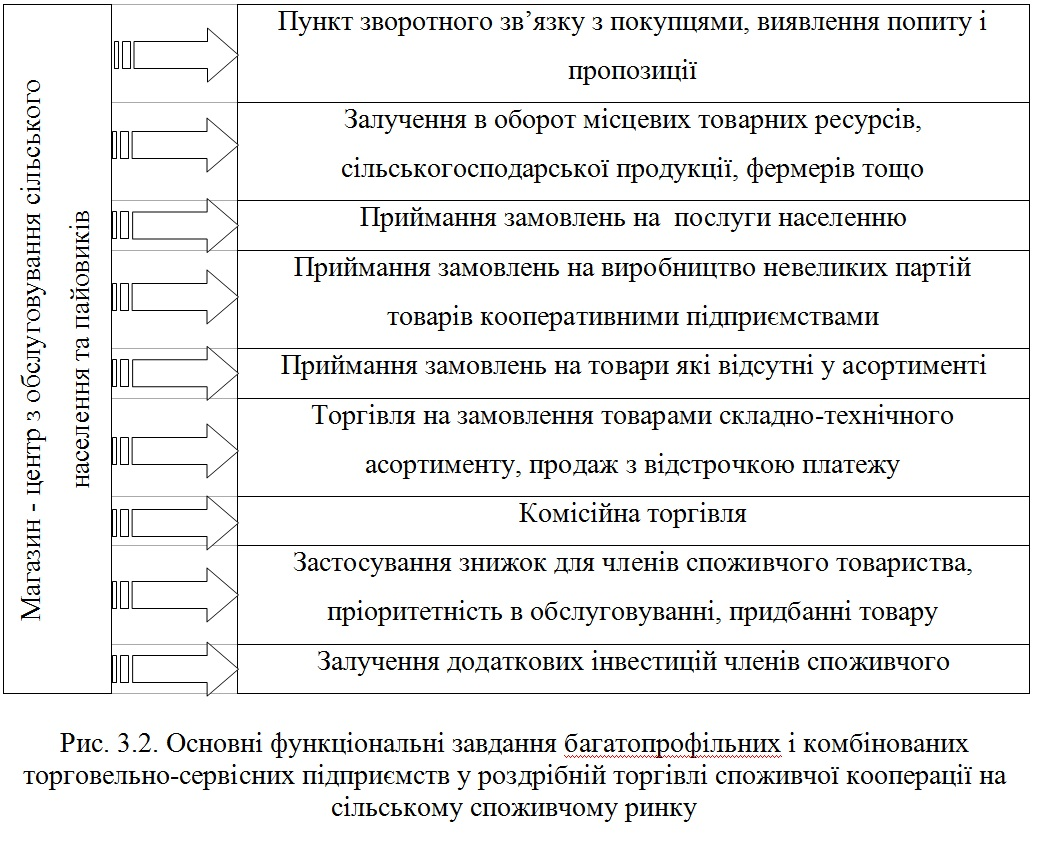 Магазин - центр з обслуговування сільського
населення та пайовиків
Пункт зворотного зв’язку з покупцями, виявлення попиту і
пропозиції
Залучення в оборот місцевих товарних ресурсів,
сільськогосподарської продукції, фермерів тощо
Приймання замовлень на послуги населенню
Приймання замовлень на виробництво невеликих партій
товарів кооперативними підприємствами
Приймання замовлень на товари які відсутні у асортименті
Торгівля на замовлення товарами складно-технічного
асортименту, продаж з відстрочкою платежу
Комісійна торгівля
Застосування знижок для членів споживчого товариства,
пріоритетність в обслуговуванні, придбанні товару
Залучення додаткових інвестицій членів споживчого
Рис. 3.2. Основні функціональні завдання багатопрофільних і комбінованих
торговельно-сервісних підприємств у роздрібній торгівлі споживчої кооперації на
сільському споживчому ринку